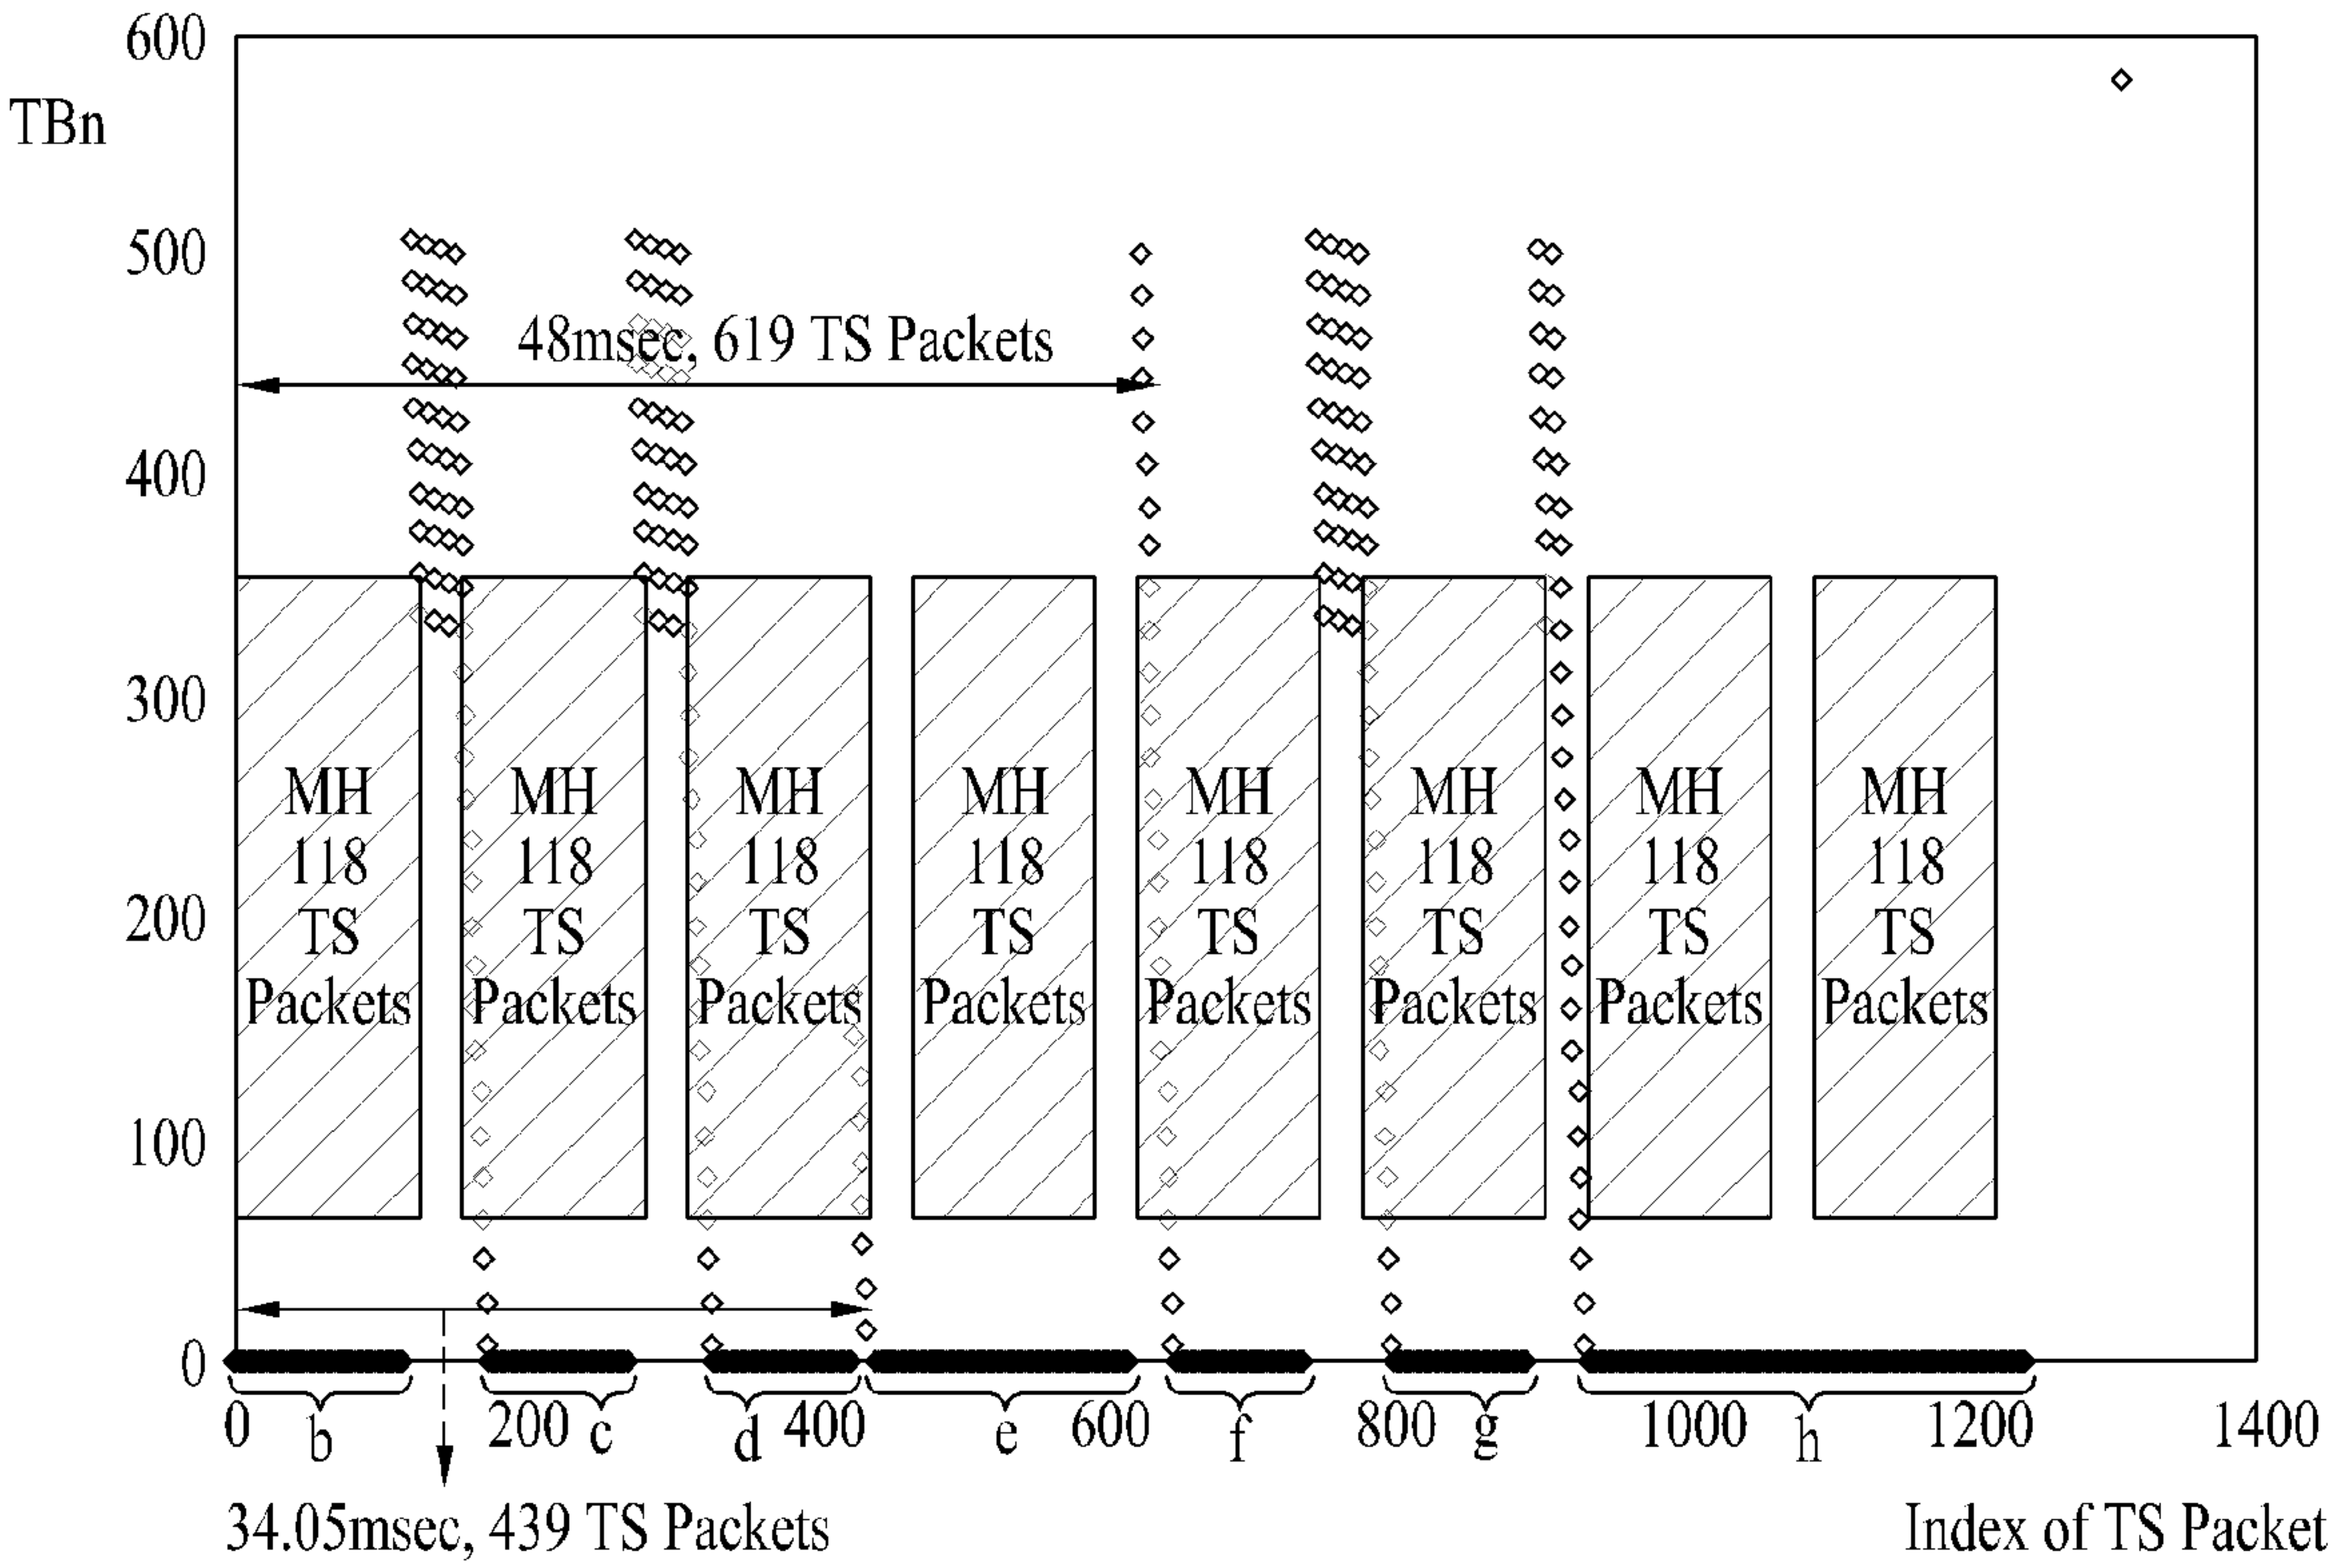 600
TBn
500
48msec, 619 TS Packets
400
300
MH
118
TS
Packets
MH
118
TS
Packets
MH
118
TS
Packets
MH
118
TS
Packets
MH
118
TS
Packets
MH
118
TS
Packets
MH
118
TS
Packets
MH
118
TS
Packets
200
100
0
0 b 200 c d 400 e 600 f 800 g 1000 h 1200 1400
34.05msec, 439 TS Packets
Index of TS Packet